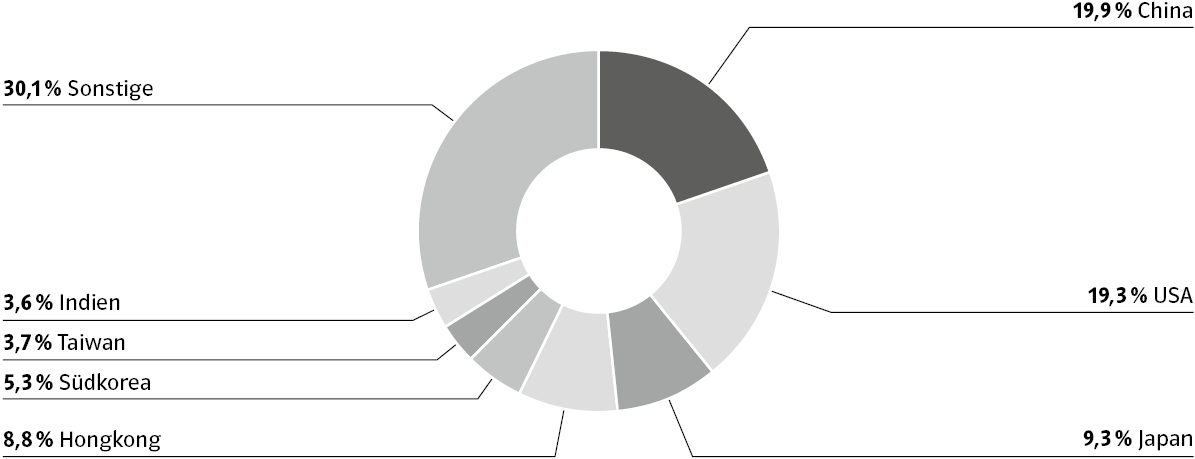 19,9 % China
30,1 % Sonstige
19,3 % USA
3,6 % Indien
3,7 % Taiwan
5,3 % Südkorea
8,8 % Hongkong
9,3 % Japan